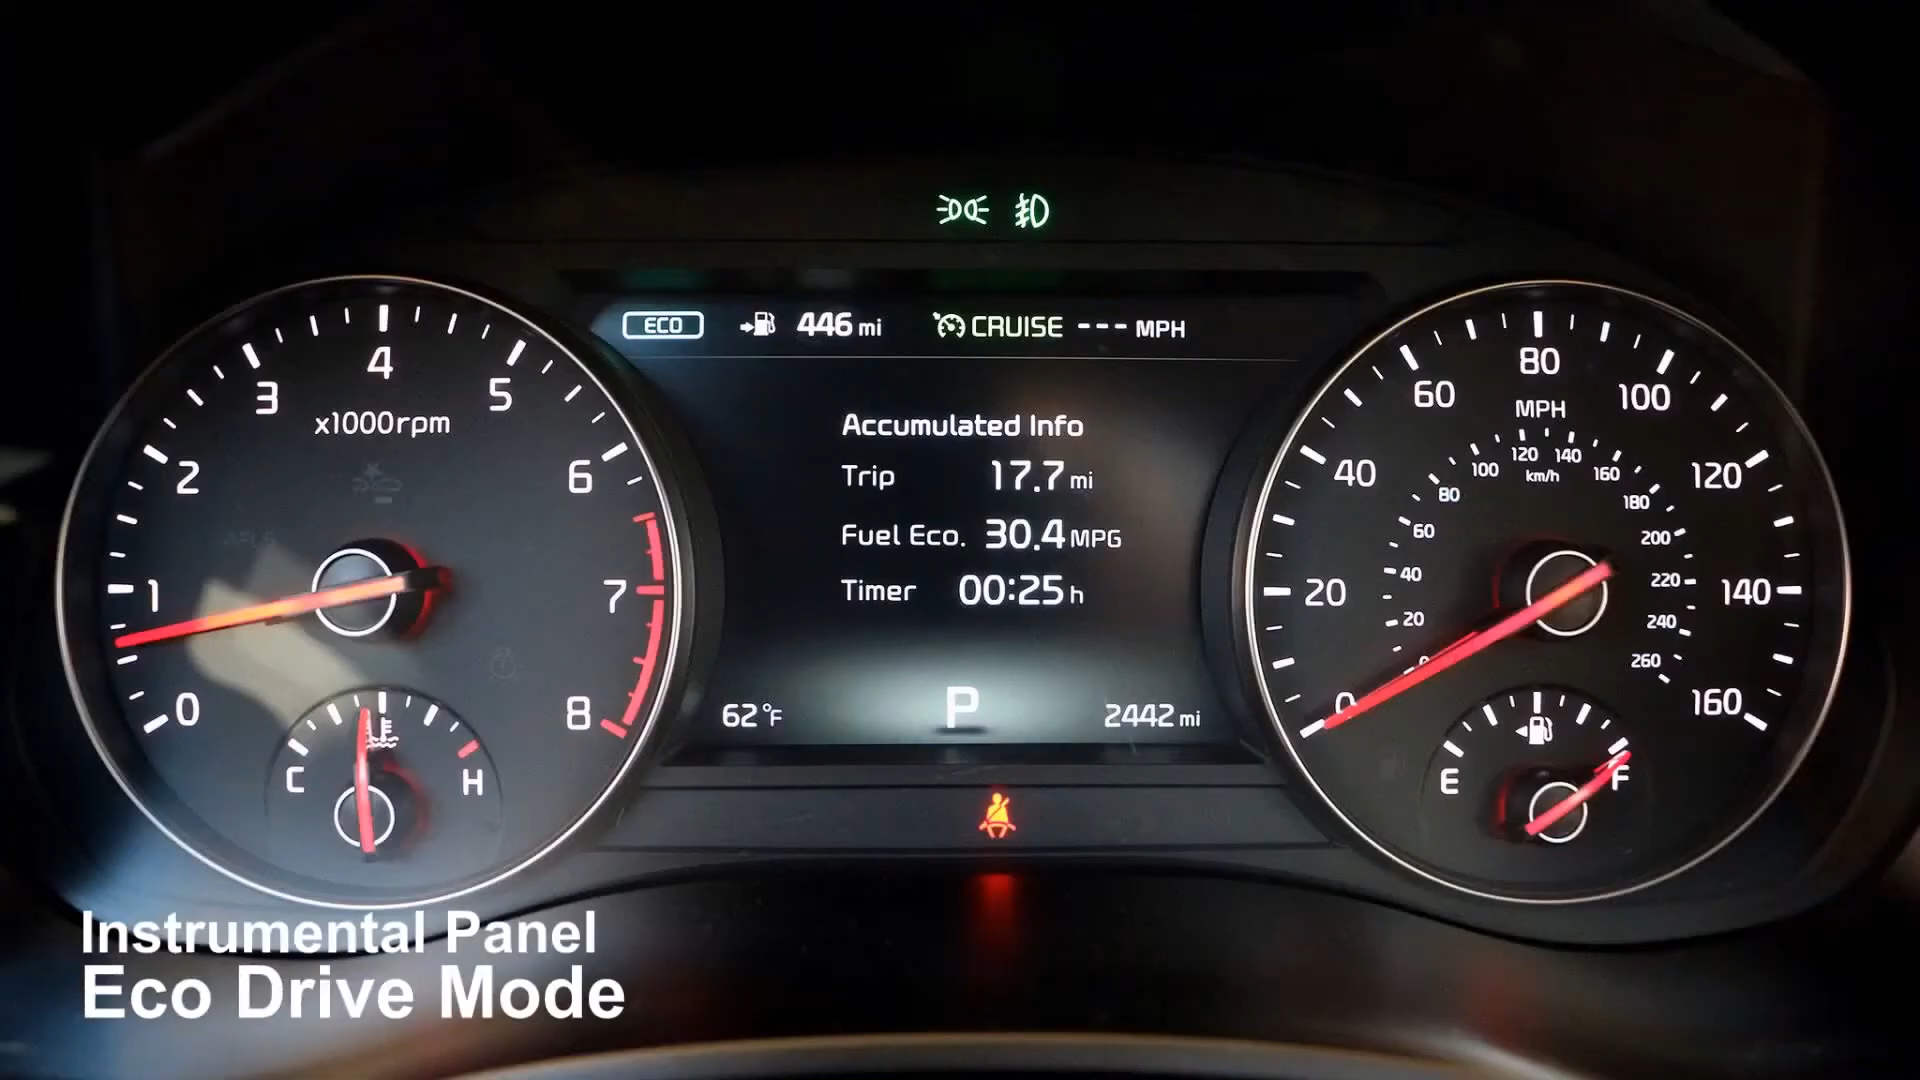 ECO 446 mi CRUISE --- MPH
0 1 2 3 4 5 6 7 8
x1000rpm
C H
Accumulated Info
Trip 17.7 mi
Fuel Eco. 30.4 MPG
Timer 00:25 h
62°F P 2442 mi
0 20 40 60 80 100 120 140 160
MPH
0 20 40 60 80 100 120 140 160 180 200 220 240 260
km/h
E F
Instrumental Panel
Eco Drive Mode